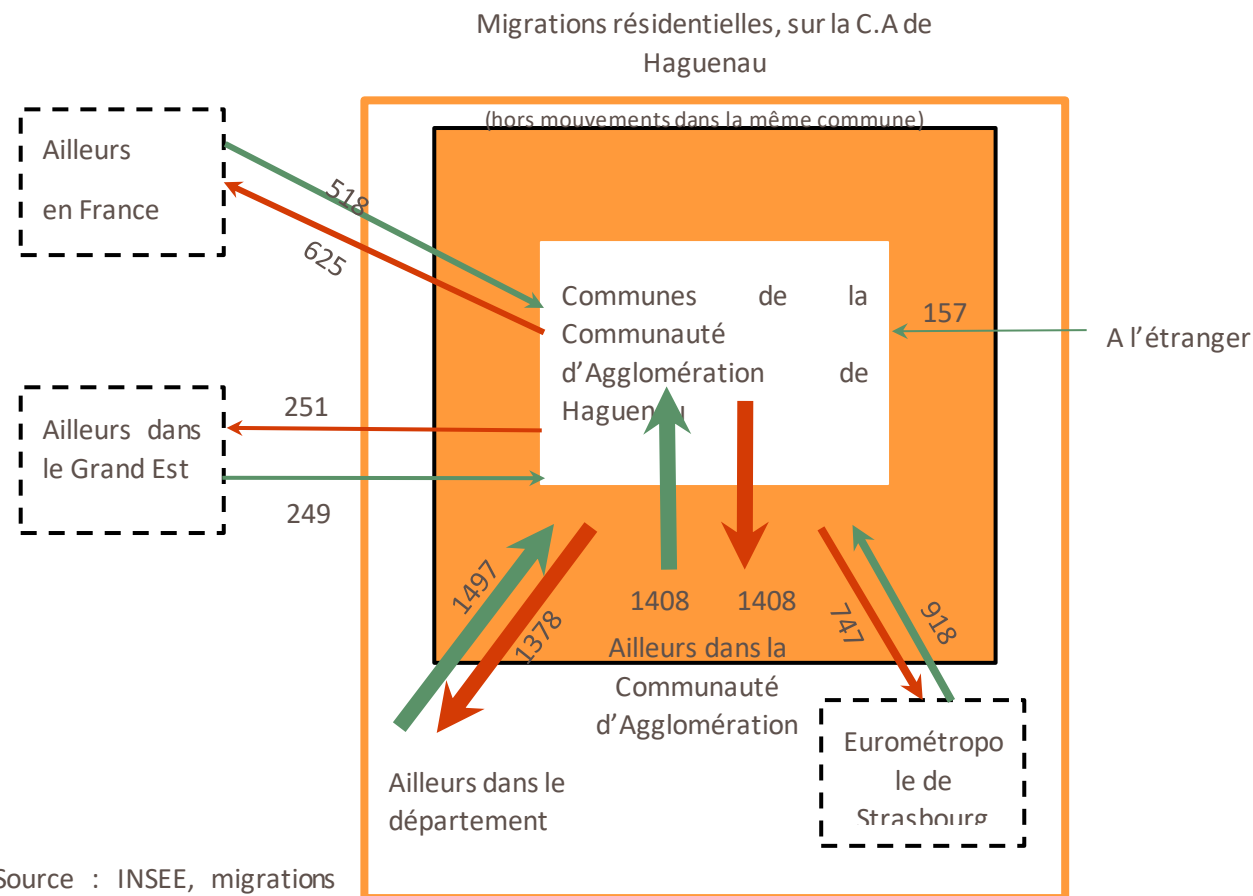 Migrations résidentielles, sur la C.A de
Haguenau
(hors mouvements dans la même commune)
Ailleurs
en France
518
625
Communes de la
Communauté
d’Agglomération de
Haguenau
157
A l’étranger
251
Ailleurs dans
le Grand Est
249
1497
1378
1408 1408
747
918
Ailleurs dans la
Communauté
d’Agglomération
Ailleurs dans le
département
Eurométropo
le de
Strasbourg
Source : INSEE, migrations